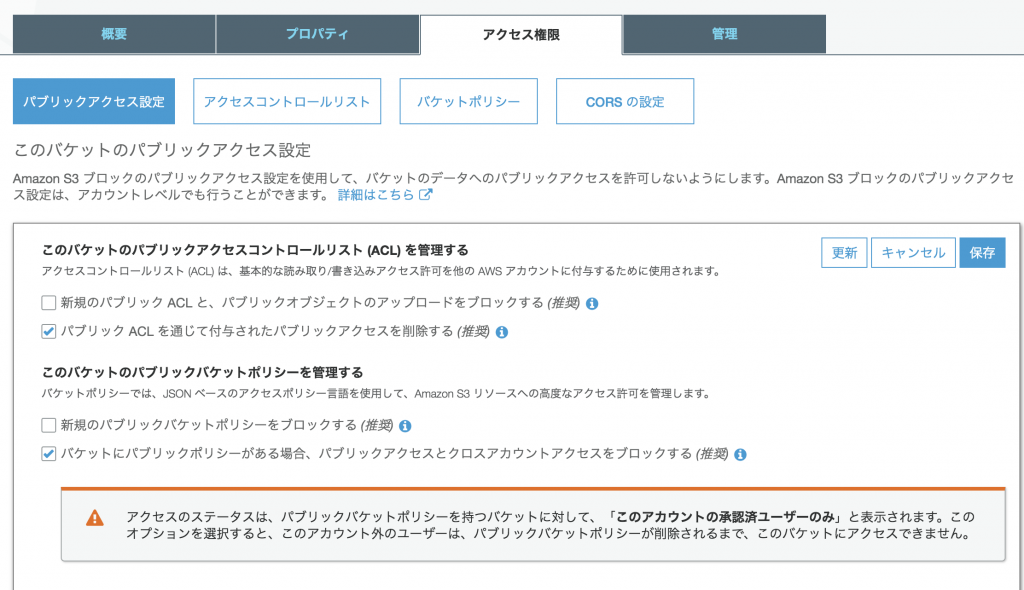 概要 プロパティ アクセス権限 管理
パブリックアクセス設定 アクセスコントロールリスト バケットポリシー CORS の設定
このバケットのパブリックアクセス設定
Amazon S3 ブロックのパブリックアクセス設定を使用して、バケットのデータへのパブリックアクセスを許可しないようにします。Amazon S3 ブロックのパブリックアクセ
ス設定は、アカウントレベルでも行うことができます。 詳細はこちら
このバケットのパブリックアクセスコントロールリスト (ACL) を管理する
更新 キャンセル 保存
アクセスコントロールリスト (ACL) は、基本的な読み取り/書き込みアクセス許可を他の AWS アカウントに付与するために使用されます。
新規のパブリック ACL と、パブリックオブジェクトのアップロードをブロックする (推奨)
パブリック ACL を通じて付与されたパブリックアクセスを削除する (推奨)
このバケットのパブリックバケットポリシーを管理する
バケットポリシーでは、JSON ベースのアクセスポリシー言語を使用して、Amazon S3 リソースへの高度なアクセス許可を管理します。
新規のパブリックバケットポリシーをブロックする (推奨)
バケットにパブリックポリシーがある場合、パブリックアクセスとクロスアカウントアクセスをブロックする (推奨)
アクセスのステータスは、パブリックバケットポリシーを持つバケットに対して、「このアカウントの承認済ユーザーのみ」と表示されます。この
オプションを選択すると、このアカウント外のユーザーは、パブリックバケットポリシーが削除されるまで、このバケットにアクセスできません。